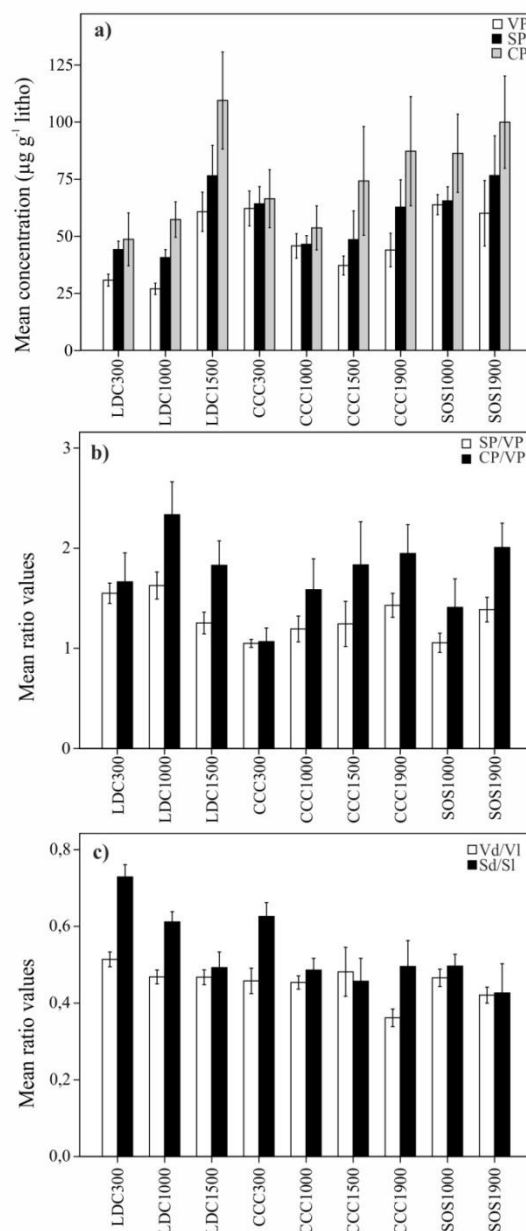 a)
VP
SP
CP
Mean concentration (µg g⁻¹ litho)
125
100
75
50
25
0
LDC300
LDC1000
LDC1500
CCC300
CCC1000
CCC1500
CCC1900
SOS1000
SOS1900
b)
SP/VP
CP/VP
Mean ratio values
3
2
1
0
LDC300
LDC1000
LDC1500
CCC300
CCC1000
CCC1500
CCC1900
SOS1000
SOS1900
c)
Vd/Vl
Sd/Sl
Mean ratio values
0,8
0,6
0,4
0,2
0,0
LDC300
LDC1000
LDC1500
CCC300
CCC1000
CCC1500
CCC1900
SOS1000
SOS1900